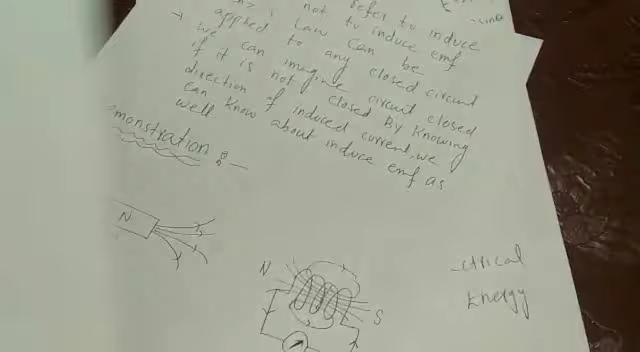 refer to induce
not to induce emf
→ Law can be
applied to any closed circuit
we can imagine circuit closed
if it is not closed By knowing
direction of induced current, we
can know about induce emf as
well
monstration :-
N
N
S
ctrical
Energy